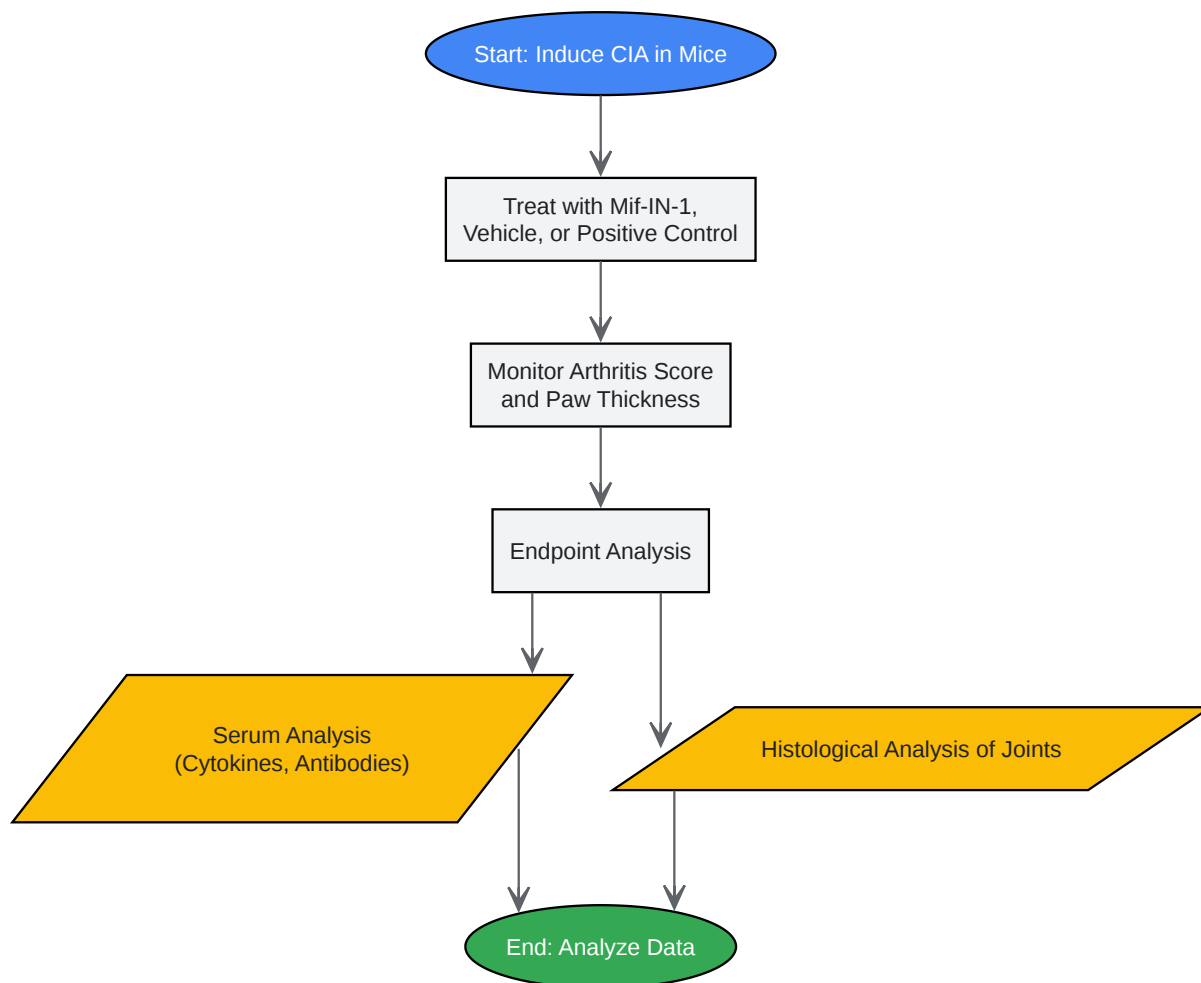 Start: Induce CIA in Mice
Treat with Mif-IN-1,
Vehicle, or Positive Control
Monitor Arthritis Score
and Paw Thickness
Endpoint Analysis
Serum Analysis
(Cytokines, Antibodies)
Histological Analysis of Joints
End: Analyze Data